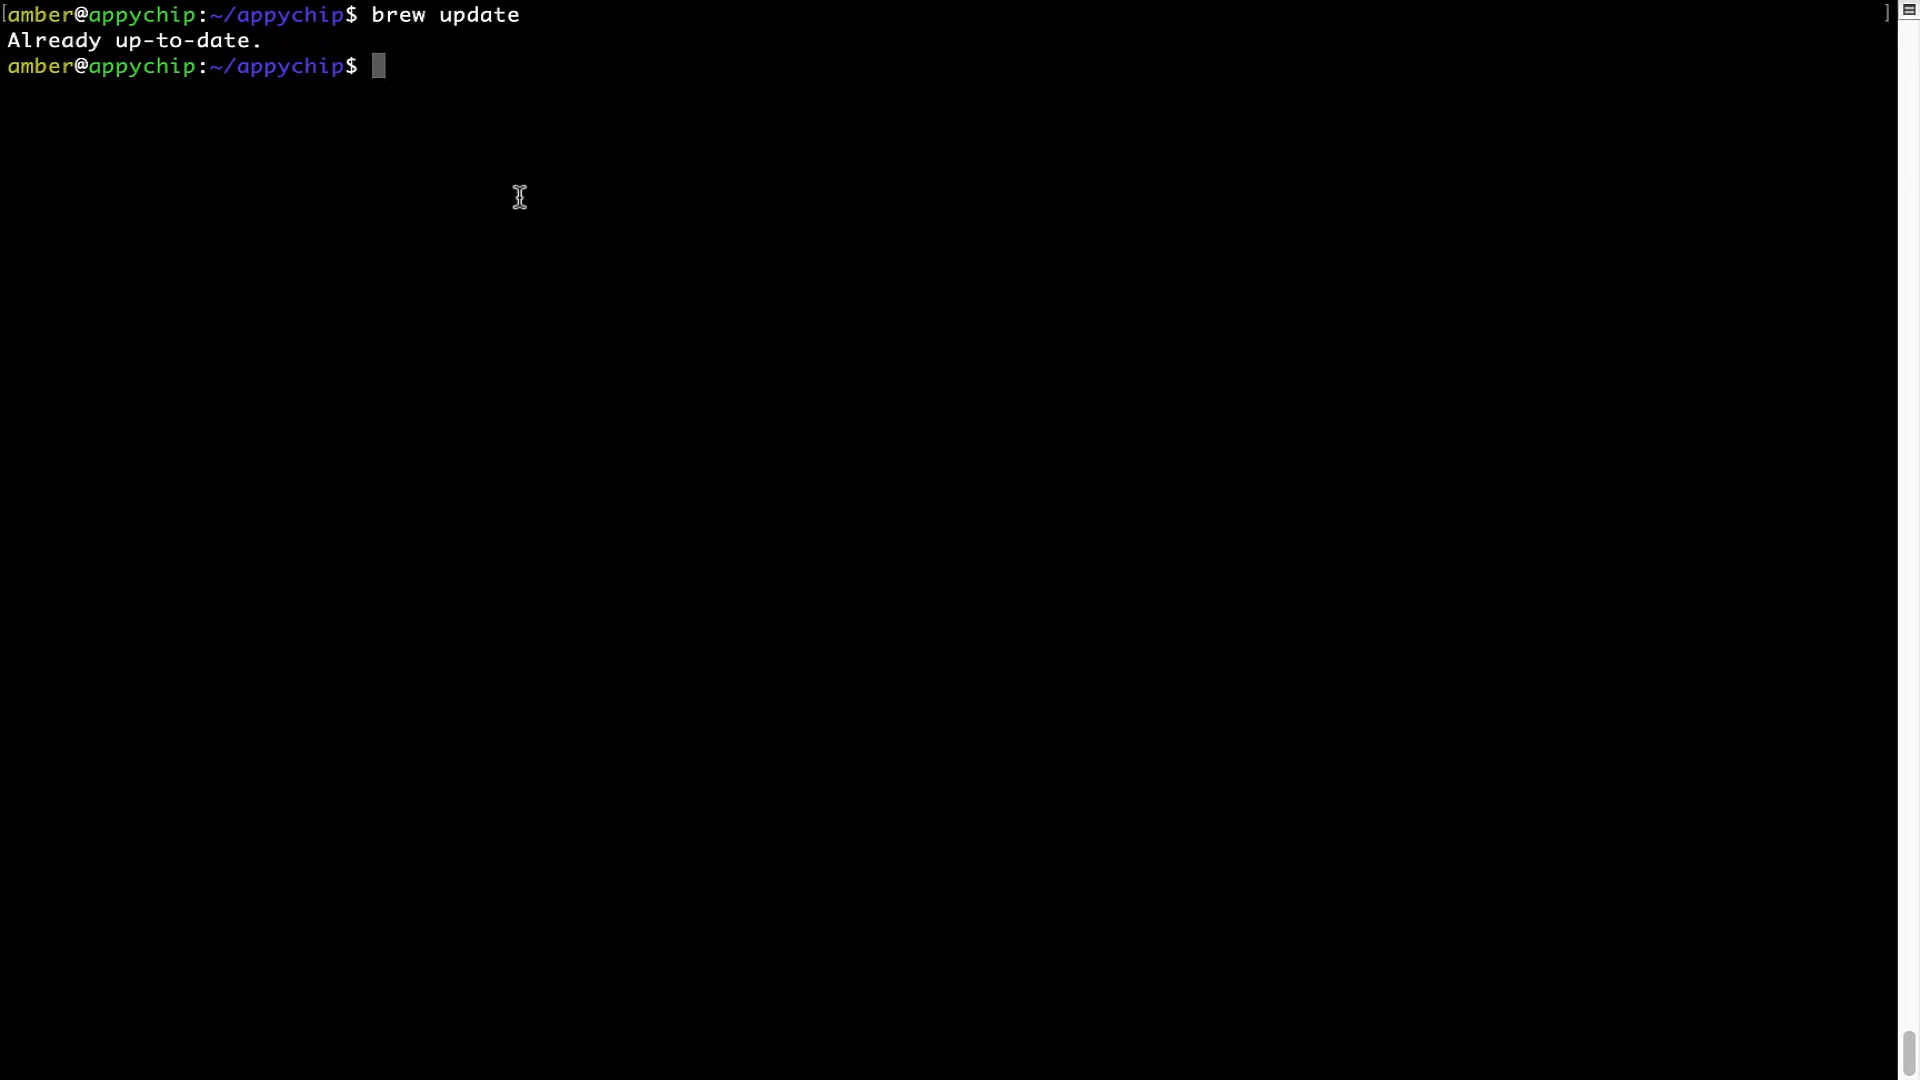 [amber@appychip:~/appychip$ brew update ]
Already up-to-date.
amber@appychip:~/appychip$